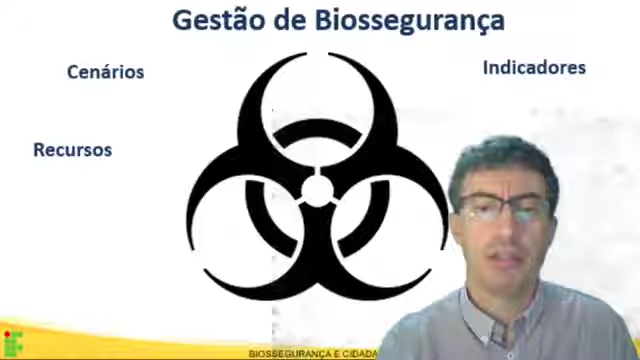 Gestão de Biossegurança
Cenários
Indicadores
Recursos
BIOSSEGURANÇA E CIDADA